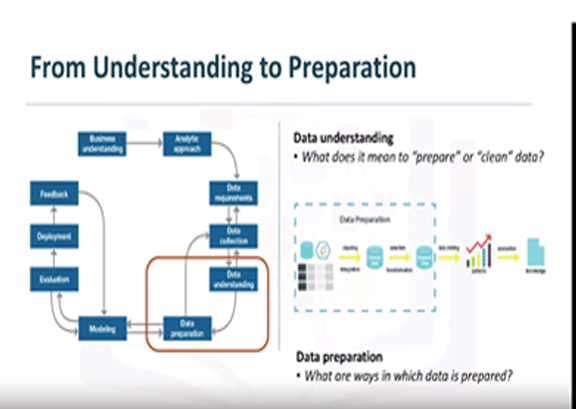 From Understanding to Preparation
Business
understanding
Analytic
approach
Feedback
Data
requirements
Deployment
Data
collection
Evaluation
Data
understanding
Modeling
Data
preparation
Data understanding
• What does it mean to “prepare” or “clean” data?
Data Preparation
cleaning
integration
selection
transformation
data mining
patterns
evaluation
knowledge
Data preparation
• What are ways in which data is prepared?